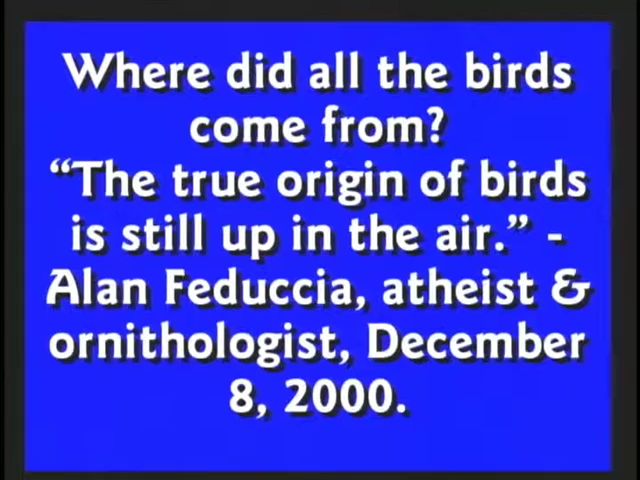 Where did all the birds
come from?
“The true origin of birds
is still up in the air.” -
Alan Feduccia, atheist &
ornithologist, December
8, 2000.